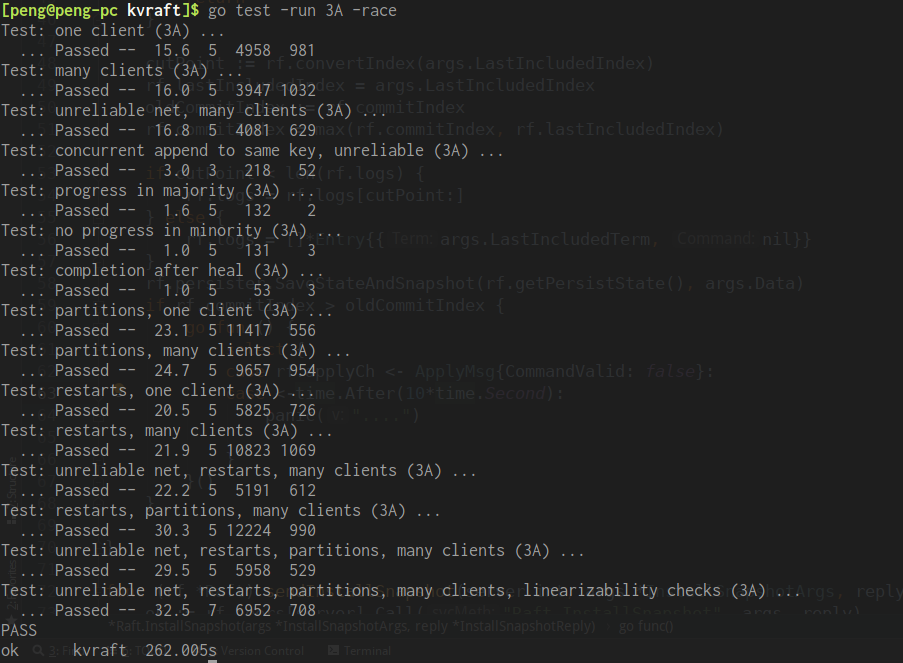 [peng@peng-pc kvraft]$ go test -run 3A -race
Test: one client (3A) ...
  ... Passed --  15.6  5  4958  981
Test: many clients (3A) ...
  ... Passed --  16.0  5  3947 1032
Test: unreliable net, many clients (3A) ...
  ... Passed --  16.8  5  4081  629
Test: concurrent append to same key, unreliable (3A) ...
  ... Passed --   3.0  3   218   52
Test: progress in majority (3A) ...
  ... Passed --   1.6  5   132    2
Test: no progress in minority (3A) ...
  ... Passed --   1.0  5   131    3
Test: completion after heal (3A) ...
  ... Passed --   1.0  5    53    3
Test: partitions, one client (3A) ...
  ... Passed --  23.1  5 11417  556
Test: partitions, many clients (3A) ...
  ... Passed --  24.7  5  9657  954
Test: restarts, one client (3A) ...
  ... Passed --  20.5  5  5825  726
Test: restarts, many clients (3A) ...
  ... Passed --  21.9  5 10823 1069
Test: unreliable net, restarts, many clients (3A) ...
  ... Passed --  22.2  5  5191  612
Test: restarts, partitions, many clients (3A) ...
  ... Passed --  30.3  5 12224  990
Test: unreliable net, restarts, partitions, many clients (3A) ...
  ... Passed --  29.5  5  5958  529
Test: unreliable net, restarts, partitions, many clients, linearizability checks (3A) ...
  ... Passed --  32.5  7  6952  708
PASS
ok      kvraft  262.005s